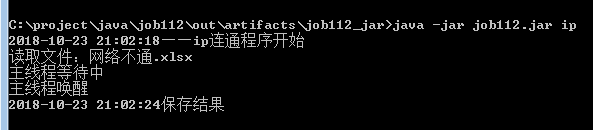 C:\project\java\job112\out\artifacts\job112_jar>java -jar job112.jar ip
2018-10-23 21:02:18——ip连通程序开始
读取文件：网络不通.xlsx
主线程等待中
主线程唤醒
2018-10-23 21:02:24保存结果